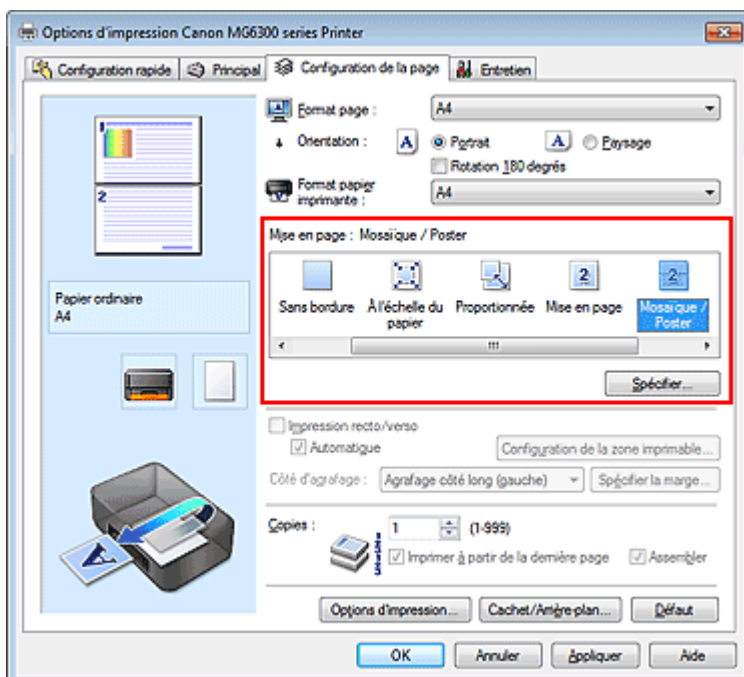 Options d'impression Canon MG6300 series Printer
Configuration rapide Principal Configuration de la page Entretien
Format page : A4
Orientation : A Portrait A Paysage
Rotation 180 degrés
Format papier
imprimante : A4
Mise en page : Mosaïque / Poster
Sans bordure À l'échelle du Proportionnée Mise en page Mosaïque /
papier Poster
Spécifier...
1
2
Papier ordinaire
A4
Impression recto/verso
Automatique Configuration de la zone imprimable...
Côté d'agrafage : Agrafage côté long (gauche) Spécifier la marge...
Copies : 1 (1-999)
Imprimer à partir de la dernière page Assembler
Options d'impression... Cachet/Arrière-plan... Défaut
OK Annuler Appliquer Aide